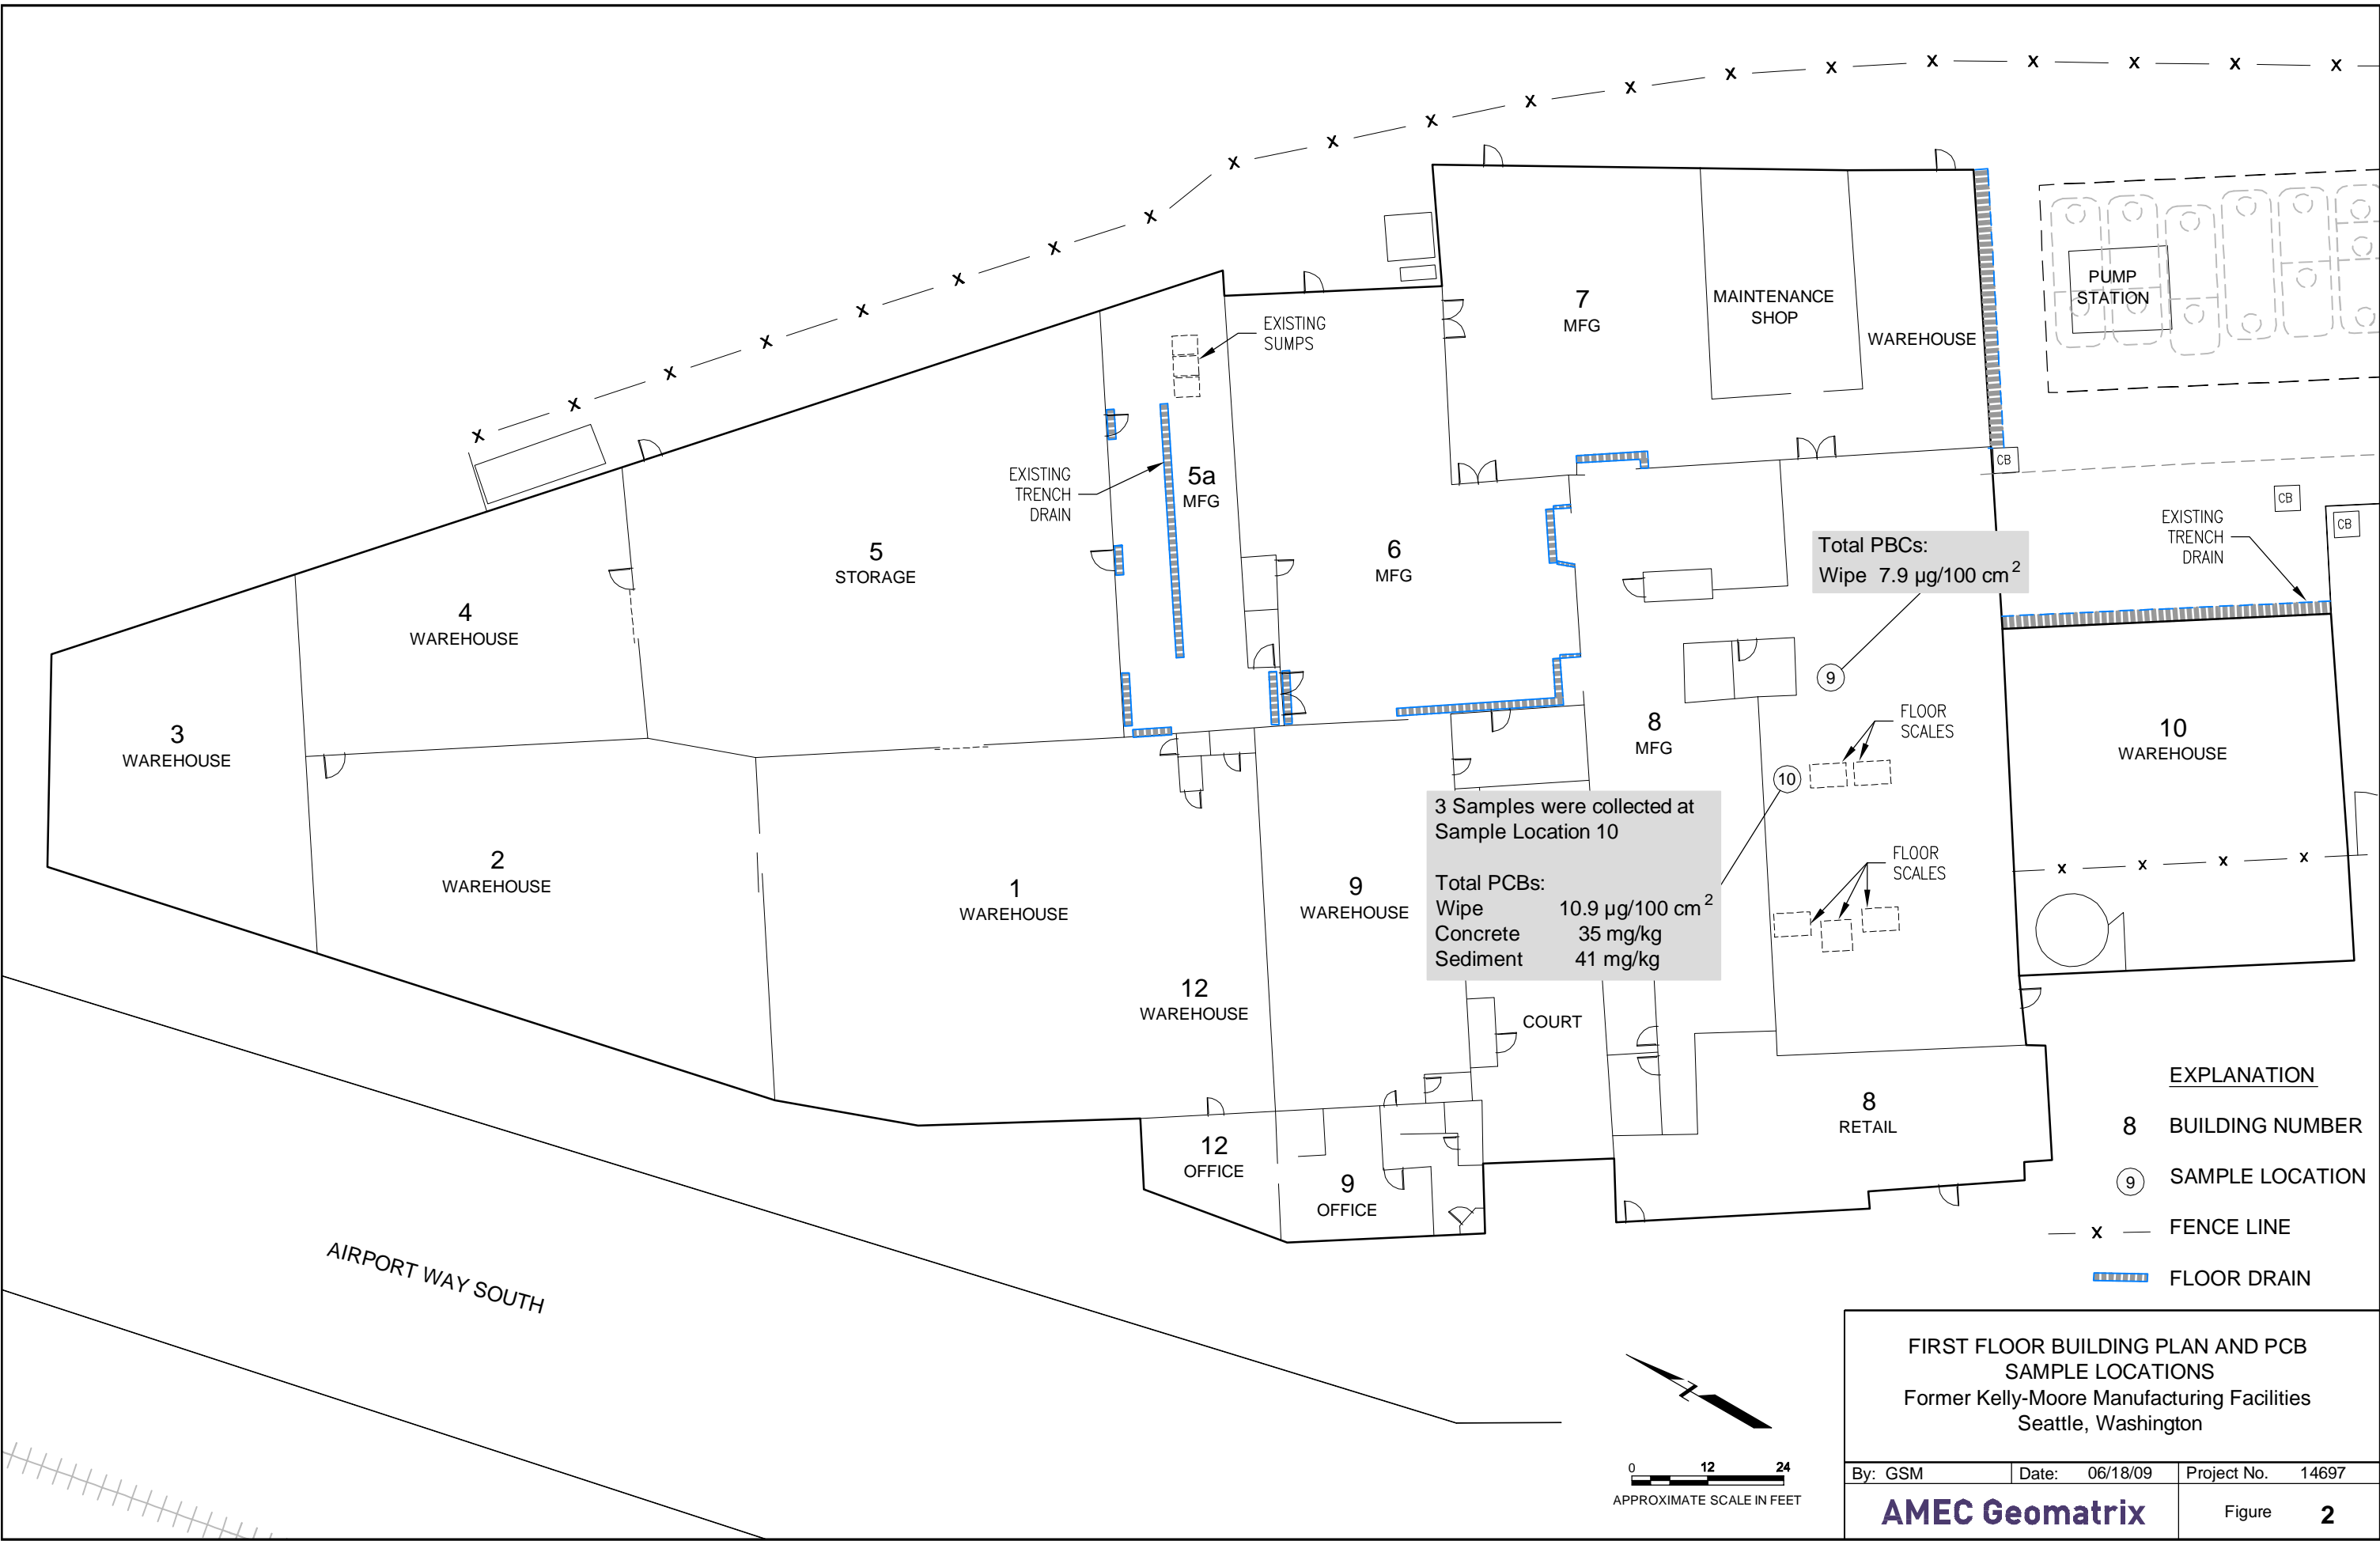 X X X X X X X X X X X X X X X X X X X X
EXISTING
SUMPS
7
MFG
MAINTENANCE
SHOP
WAREHOUSE
PUMP
STATION
EXISTING
TRENCH
DRAIN
5a
MFG
CB
CB
CB
EXISTING
TRENCH
DRAIN
5
STORAGE
6
MFG
Total PBCs:
Wipe 7.9 µg/100 cm2
4
WAREHOUSE
9
3
WAREHOUSE
8
MFG
FLOOR
SCALES
10
WAREHOUSE
10
3 Samples were collected at
Sample Location 10
Total PCBs:
Wipe 10.9 µg/100 cm2
Concrete 35 mg/kg
Sediment 41 mg/kg
FLOOR
SCALES
X X X X
2
WAREHOUSE
1
WAREHOUSE
9
WAREHOUSE
12
WAREHOUSE
COURT
8
RETAIL
12
OFFICE
9
OFFICE
EXPLANATION
8 BUILDING NUMBER
9 SAMPLE LOCATION
X FENCE LINE
FLOOR DRAIN
AIRPORT WAY SOUTH
Z
0 12 24
APPROXIMATE SCALE IN FEET
FIRST FLOOR BUILDING PLAN AND PCB
SAMPLE LOCATIONS
Former Kelly-Moore Manufacturing Facilities
Seattle, Washington
By: GSM Date: 06/18/09 Project No. 14697
AMEC Geomatrix Figure 2